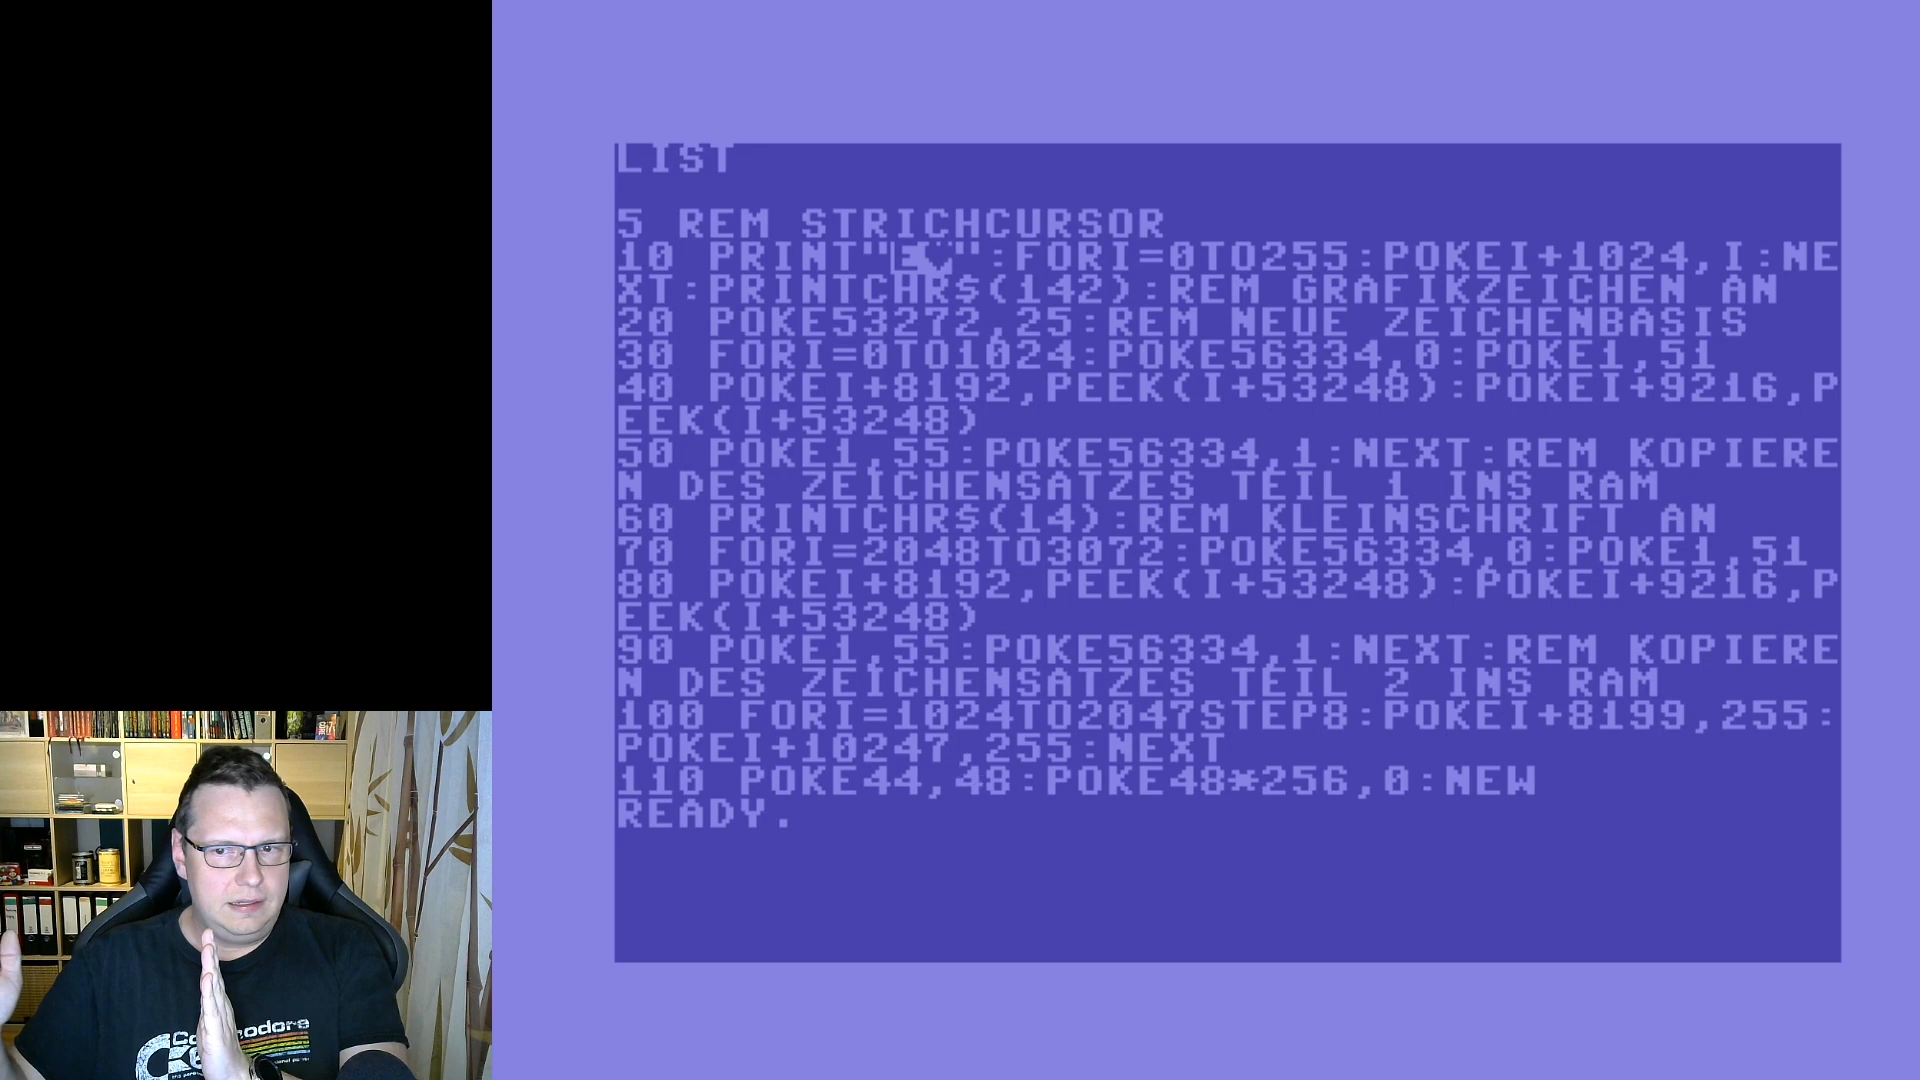 LIST
5 REM STRICHCURSOR
10 PRINT"E♥":FORI=0TO255:POKEI+1024,I:NE
XT:PRINTCHR$(142):REM GRAFIKZEICHEN AN
20 POKE53272,25:REM NEUE ZEICHENBASIS
30 FORI=0TO1024:POKE56334,0:POKE1,51
40 POKEI+8192,PEEK(I+53248):POKEI+9216,P
EEK(I+53248)
50 POKE1,55:POKE56334,1:NEXT:REM KOPIERE
N DES ZEICHENSATZES TEIL 1 INS RAM
60 PRINTCHR$(14):REM KLEINSCHRIFT AN
70 FORI=2048TO3072:POKE56334,0:POKE1,51
80 POKEI+8192,PEEK(I+53248):POKEI+9216,P
EEK(I+53248)
90 POKE1,55:POKE56334,1:NEXT:REM KOPIERE
N DES ZEICHENSATZES TEIL 2 INS RAM
100 FORI=1024TO2047STEP8:POKEI+8199,255:
POKEI+10247,255:NEXT
110 POKE44,48:POKE48*256,0:NEW
READY.